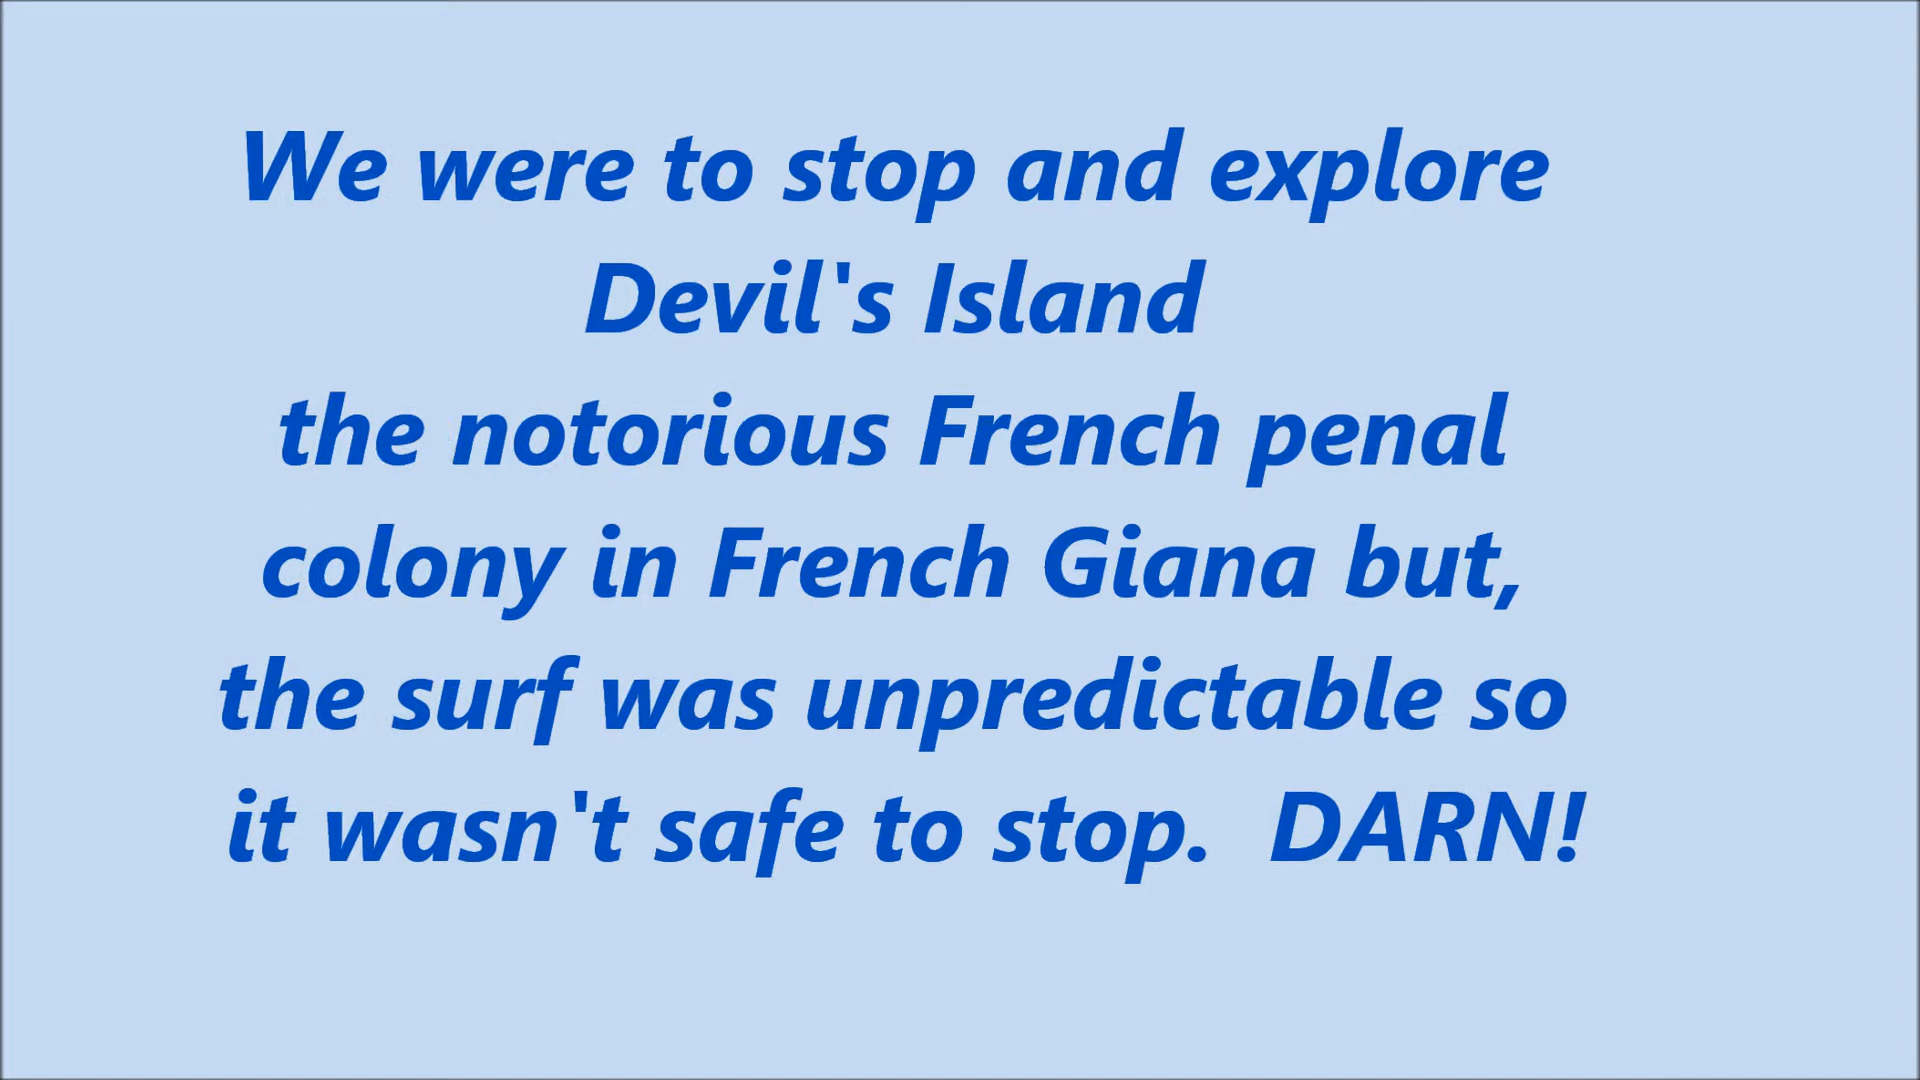 We were to stop and explore
Devil's Island
the notorious French penal
colony in French Giana but,
the surf was unpredictable so
it wasn't safe to stop.  DARN!